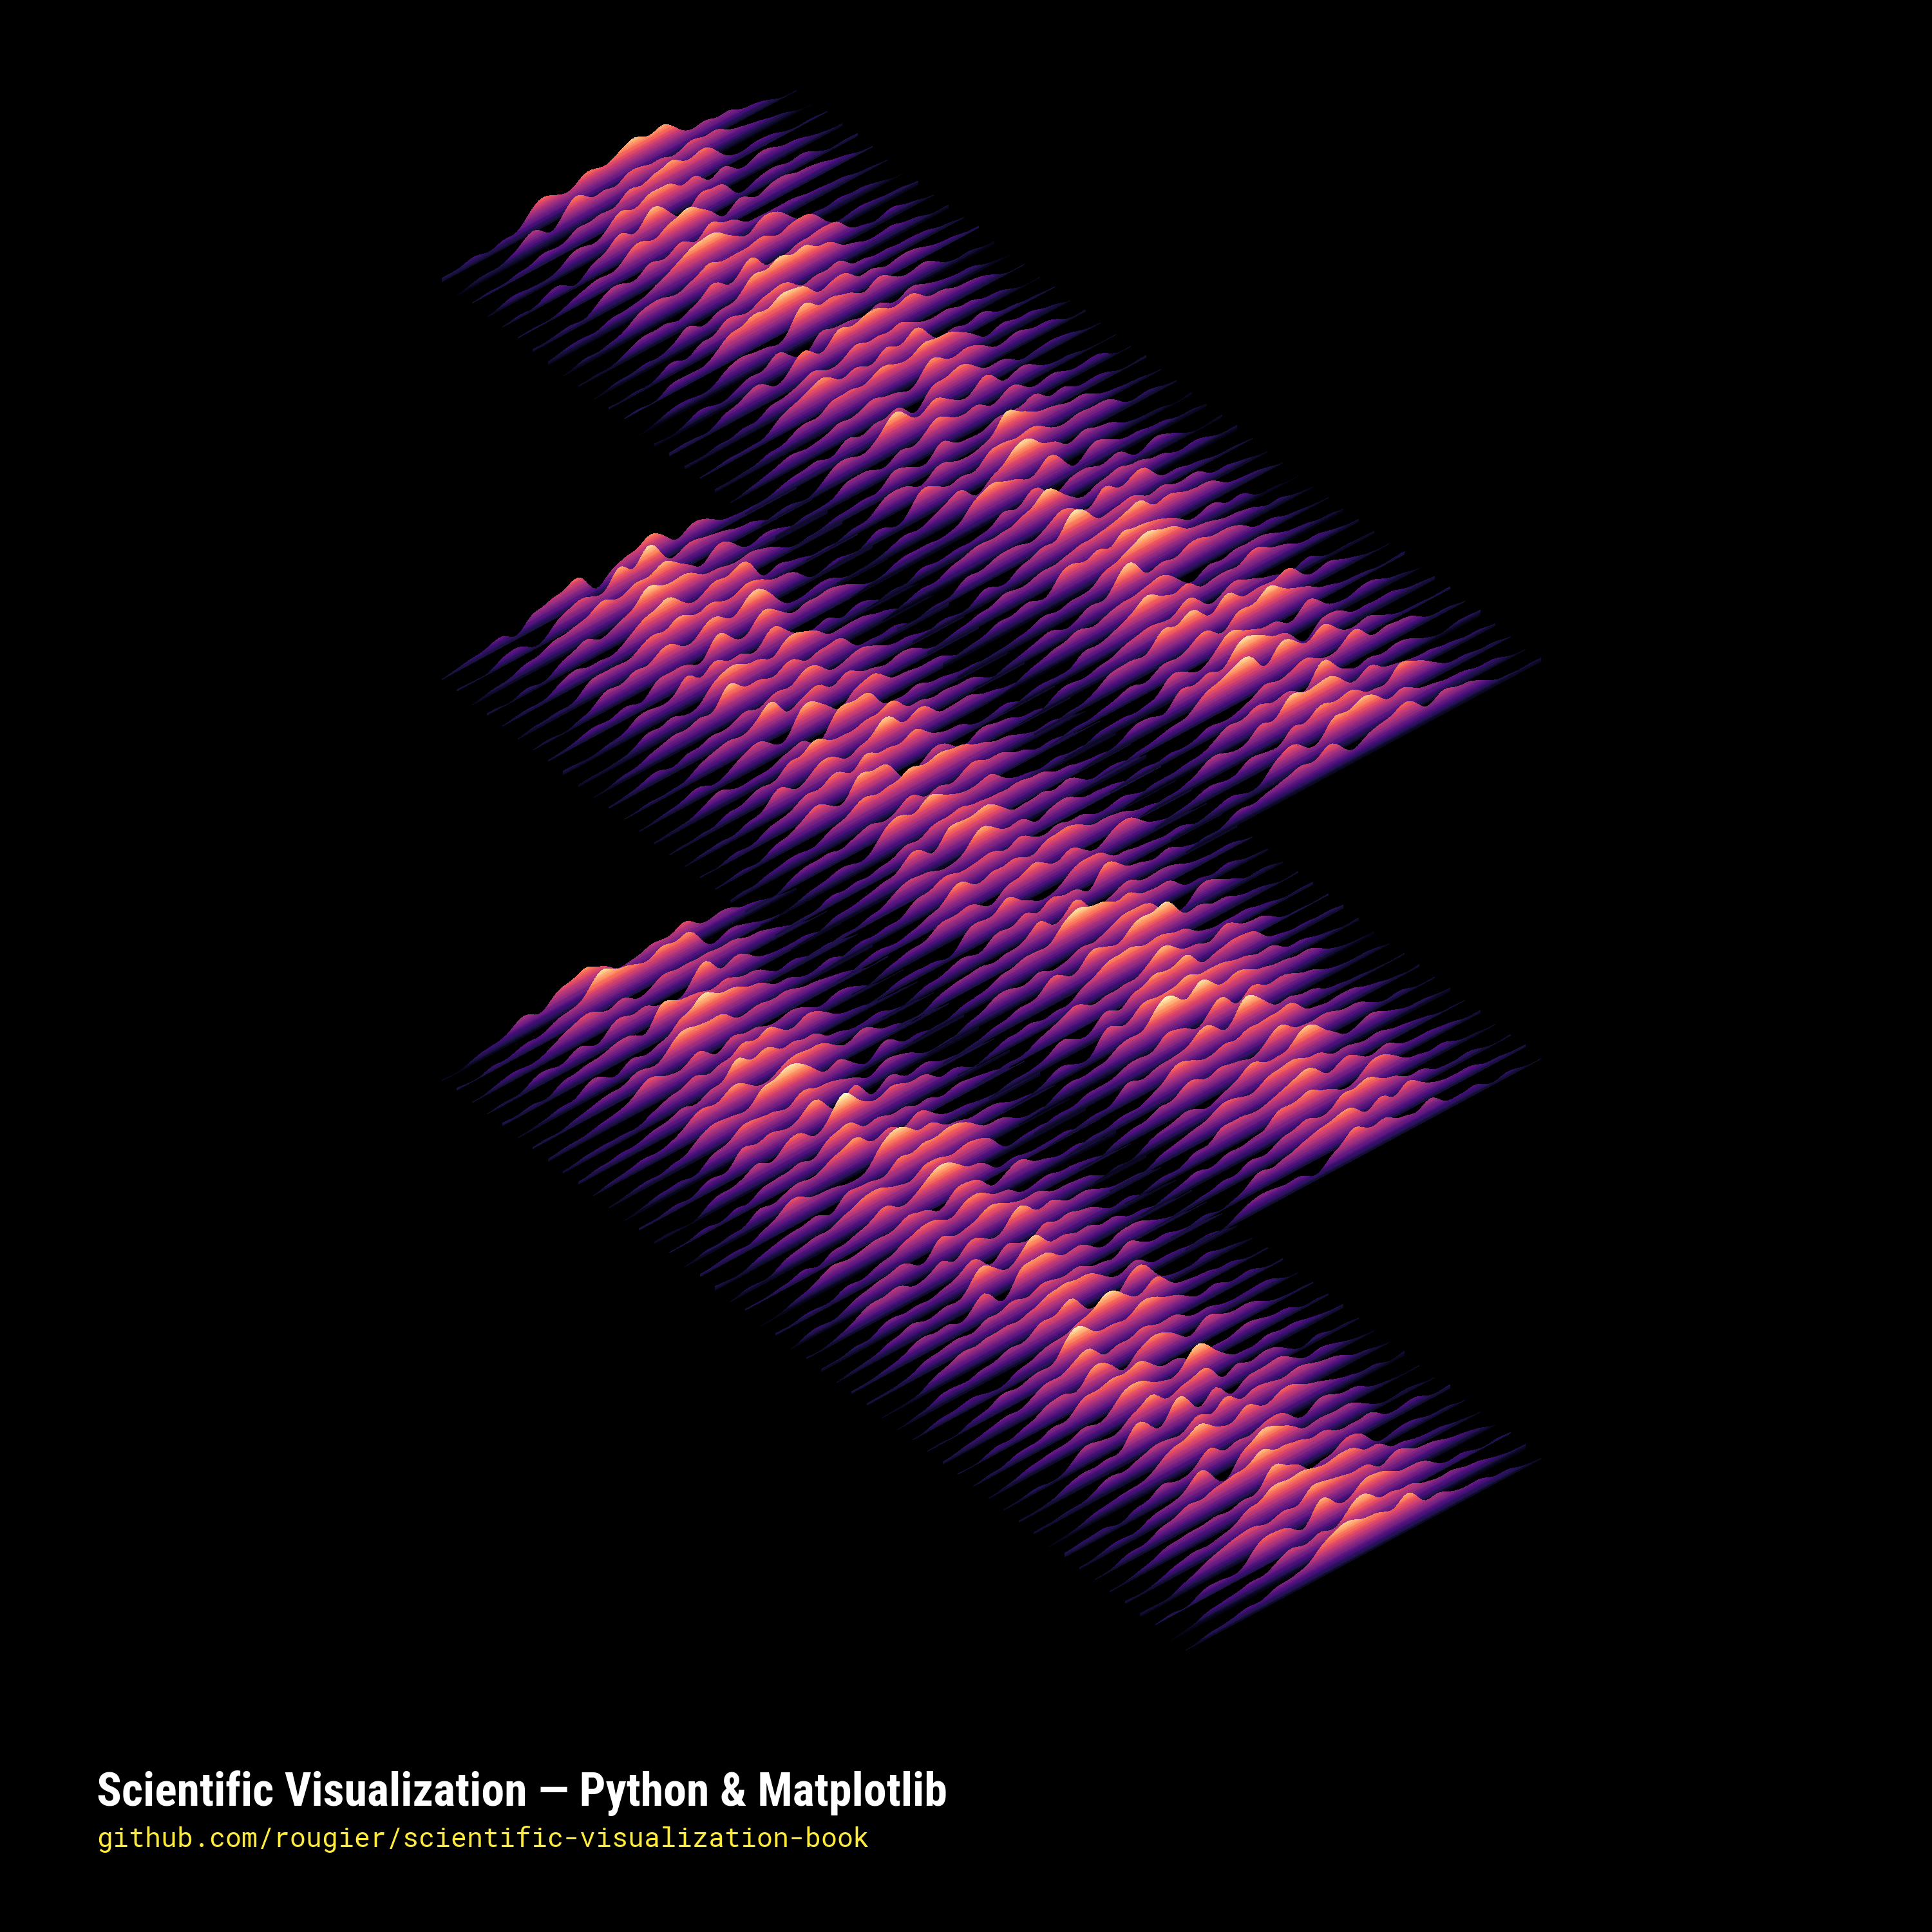 Scientific Visualization — Python & Matplotlib
github.com/rougier/scientific-visualization-book